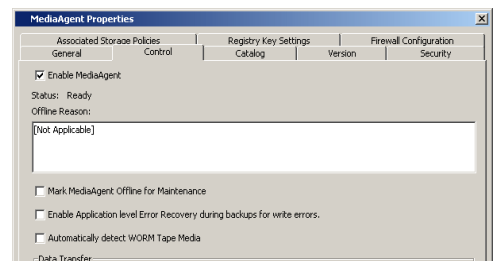 MediaAgent Properties
Associated Storage Policies Registry Key Settings Firewall Configuration
General Control Catalog Version Security
Enable MediaAgent
Status: Ready
Offline Reason:
[Not Applicable]
Mark MediaAgent Offline for Maintenance
Enable Application level Error Recovery during backups for write errors.
Automatically detect WORM Tape Media
Data Transfer